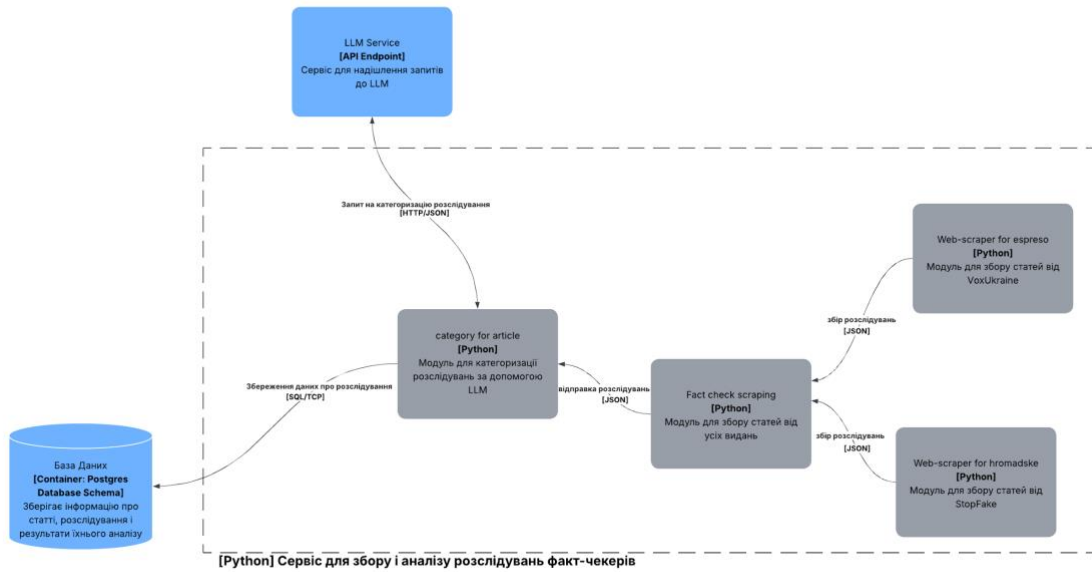 LLM Service
[API Endpoint]
Сервіс для надішлення запитів
до LLM
Запит на категоризацію розслідування
[HTTP/JSON]
Web-scraper for espreso
[Python]
Модуль для збору статей від
VoxUkraine
збір розслідувань
[JSON]
category for article
[Python]
Модуль для категоризації
розслідувань за допомогою
LLM
Збереження даних про розслідування
[SQL/TCP]
відправка розслідувань
[JSON]
Fact check scraping
[Python]
Модуль для збору статей від
усіх видань
збір розслідувань
[JSON]
Web-scraper for hromadske
[Python]
Модуль для збору статей від
StopFake
База Даних
[Container: Postgres
Database Schema]
Зберігає інформацію про
статті, розслідування і
результати їхнього аналізу
[Python] Сервіс для збору і аналізу розслідувань факт-чекерів